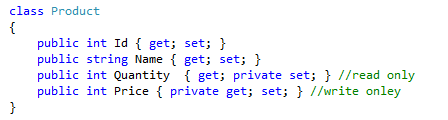 class Product
{
    public int Id { get; set; }
    public string Name { get; set; }
    public int Quantity  { get; private set; } //read only
    public int Price { private get; set; } //write onley
}